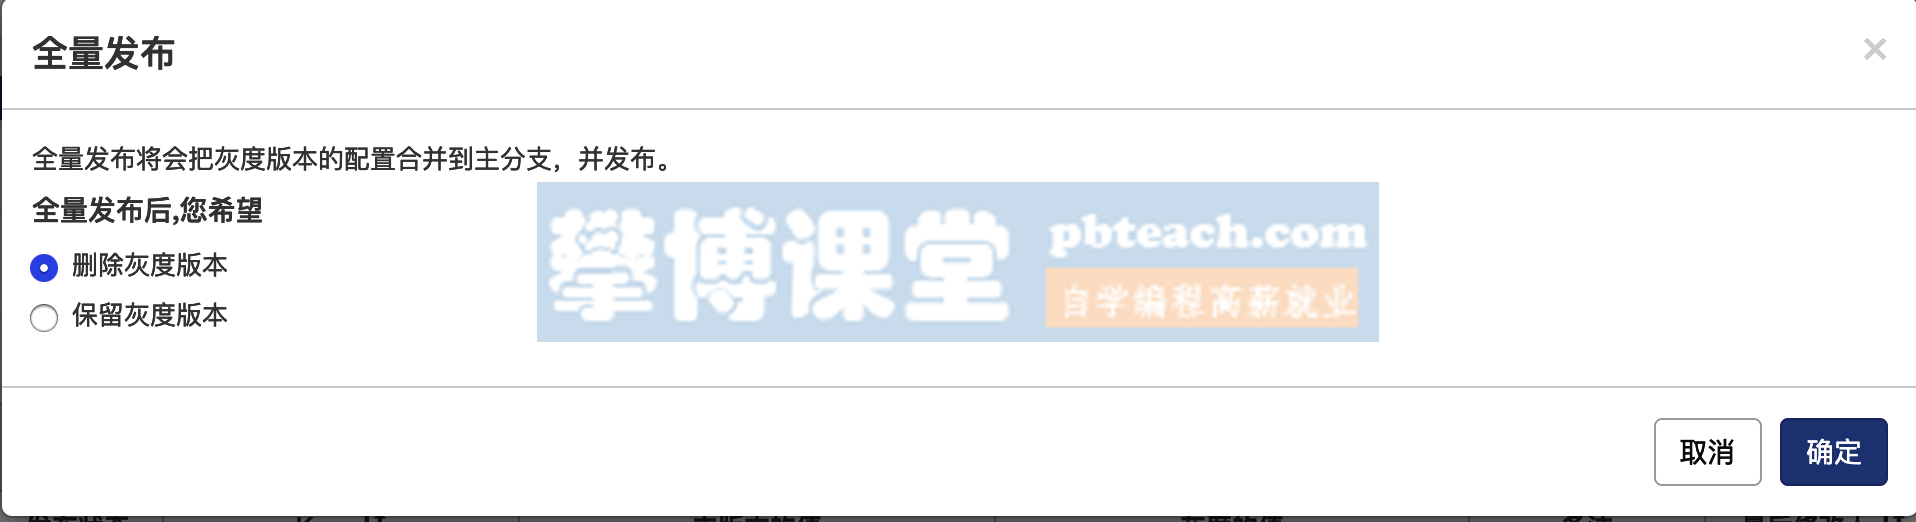 全量发布
×
全量发布将会把灰度版本的配置合并到主分支，并发布。
全量发布后,您希望
删除灰度版本
保留灰度版本
攀博课堂
pbteach.com
自学编程高薪就业
取消
确定